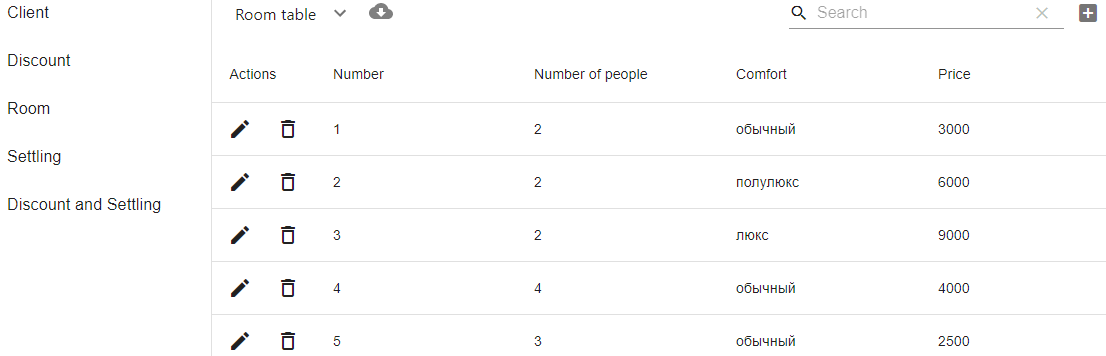 Client
Discount
Room
Settling
Discount and Settling
Room table
Search
Actions Number Number of people Comfort Price
1 2 обычный 3000
2 2 полулюкс 6000
3 2 люкс 9000
4 4 обычный 4000
5 3 обычный 2500